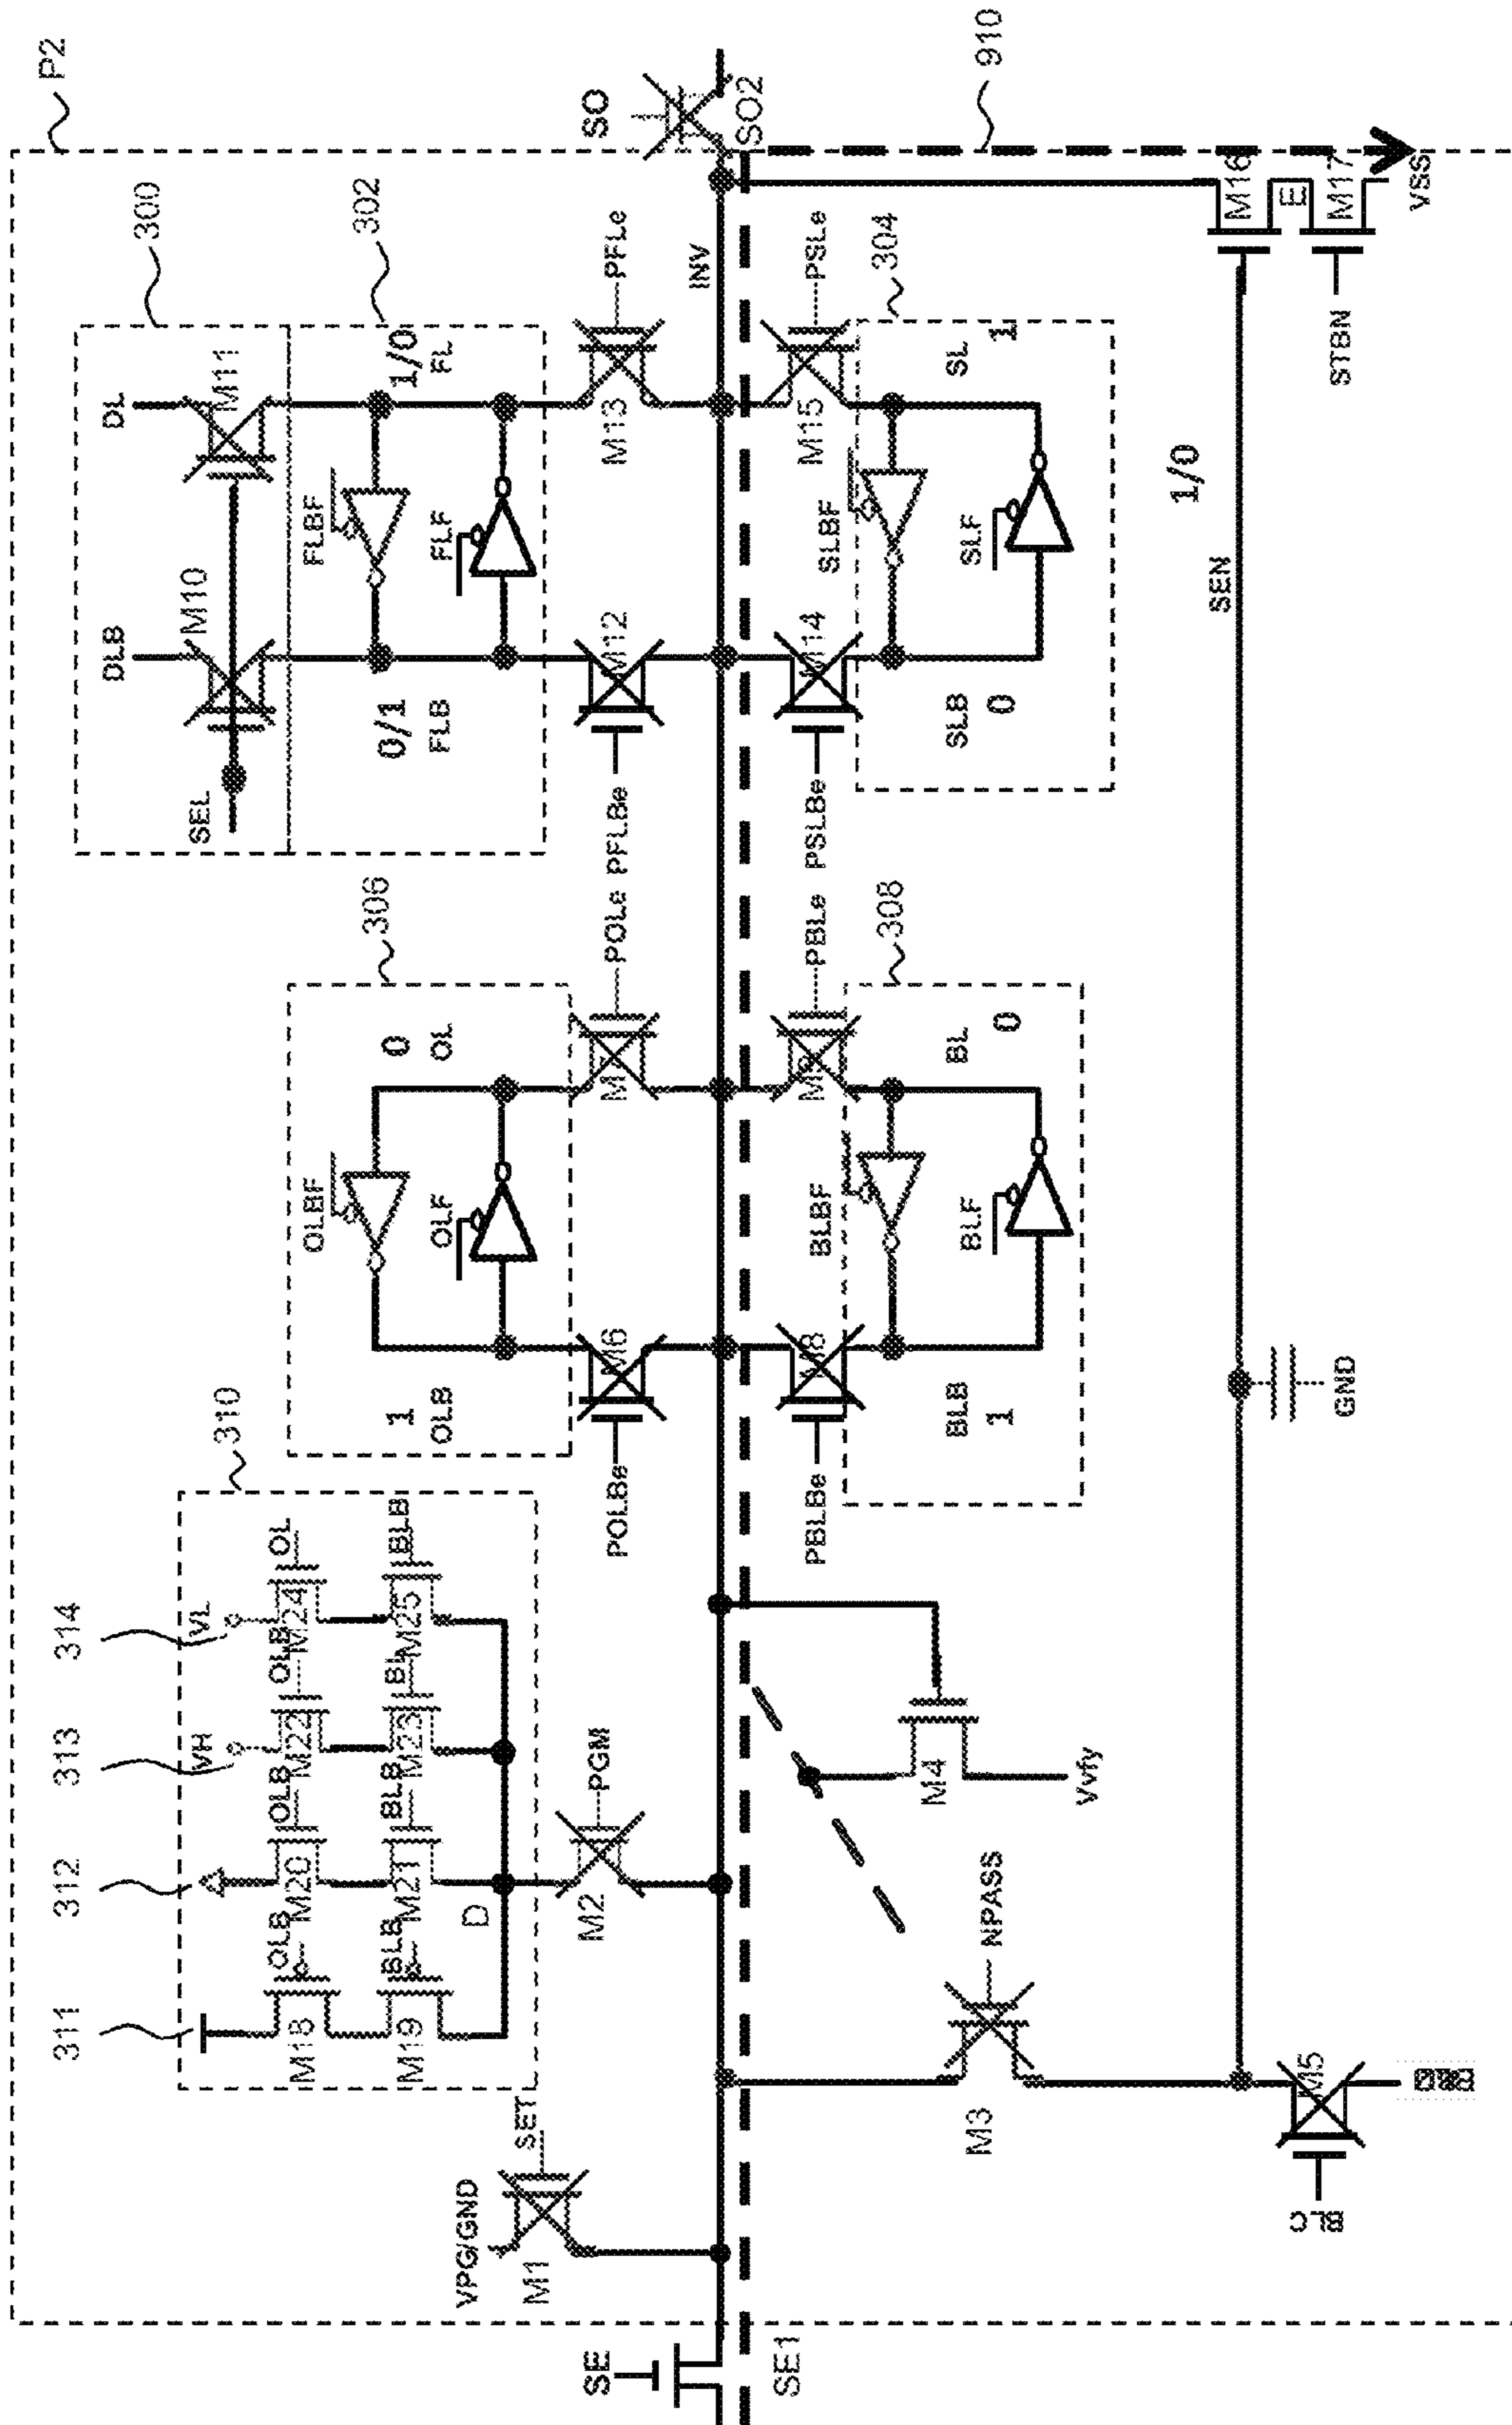 P2
300
302
304
306
308
310
311
312
313
314
910
DL
DLB
M11
M10
SEL
1/0
FL
FLBF
FLF
0/1
FLB
SO
SO2
PFLe
M13
M12
PFLBe
INV
PSLe
M15
M14
PSLBe
SL
1
SLBF
SLF
SLB
0
M16
E
M17
VSS
STBN
1/0
SEN
0
OL
OLBF
OLF
1
OLB
POLe
M6
POLBe
PBLe
M8
PBLBe
BL
0
BLBF
BLF
BLB
1
GND
VL
VH
OLB
OLB
OLB
OL
M18
M20
M22
M24
BLB
BLB
BL
BLB
M19
M21
M23
M25
D
PGM
M2
M4
Vvfy
NPASS
M3
M5
BLC
VPG/GND
SET
M1
SE
SE1